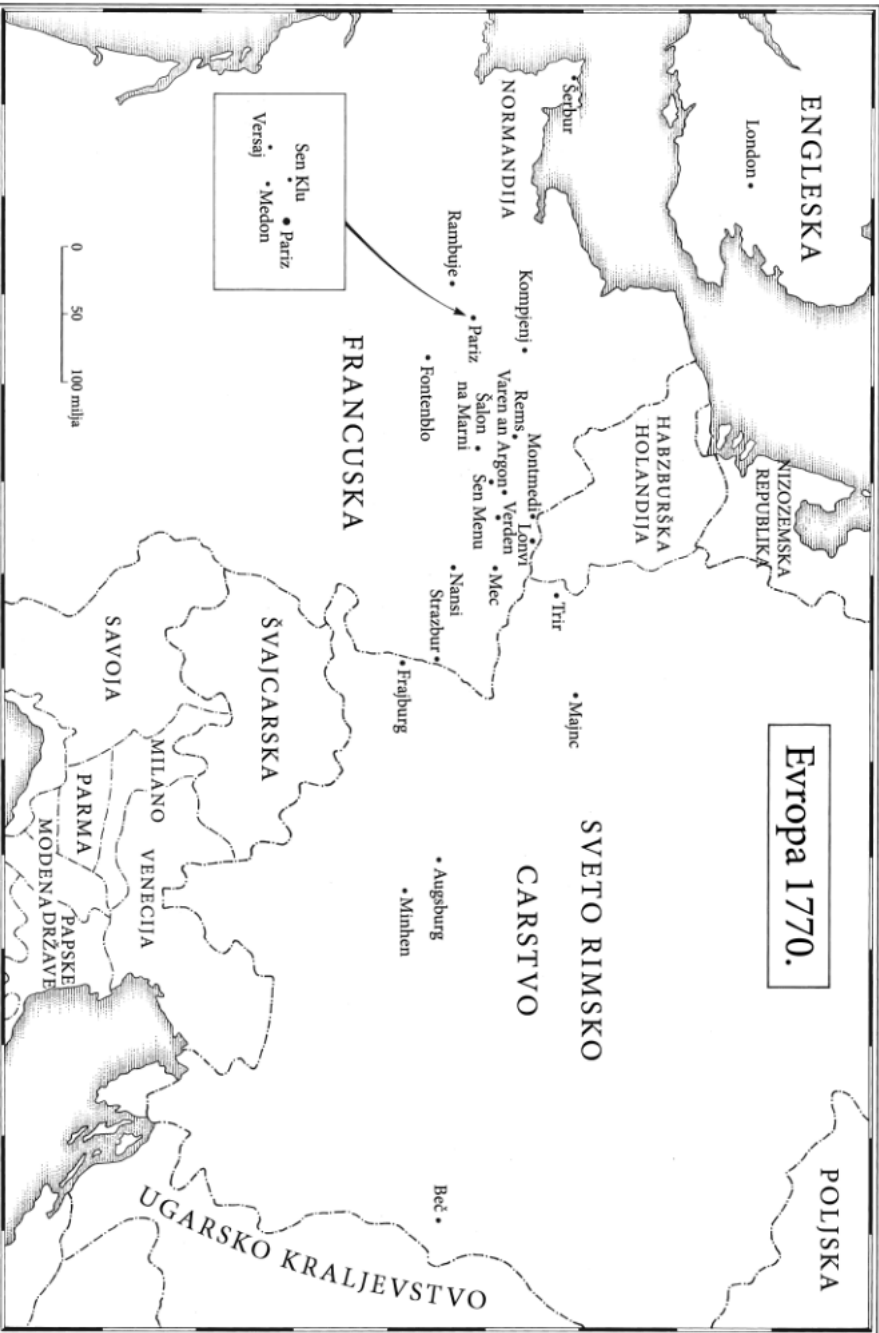 ENGLESKA
London
Evropa 1770.
POLJSKA
NIZOZEMSKA
REPUBLIKA
HABZBURŠKA
HOLANDIJA
Šerbur
NORMANDIJA
Kompjenj
Rambuje
Pariz
Fontenblo
Rems
Varen an Argon
Šalon
na Marni
Montmedi
Lonvi
Verden
Sen Menu
Mec
Nansi
Strazbur
Trir
Majnc
Frajburg
SVETO RIMSKO
CARSTVO
Augsburg
Minhen
Beč
FRANCUSKA
Sen Klu
Pariz
Versaj
Medon
0
50
100 milja
ŠVAJCARSKA
SAVOJA
MILANO
PARMA
VENECIJA
MODENA
PAPSKE
DRŽAVE
UGARSKO KRALJEVSTVO